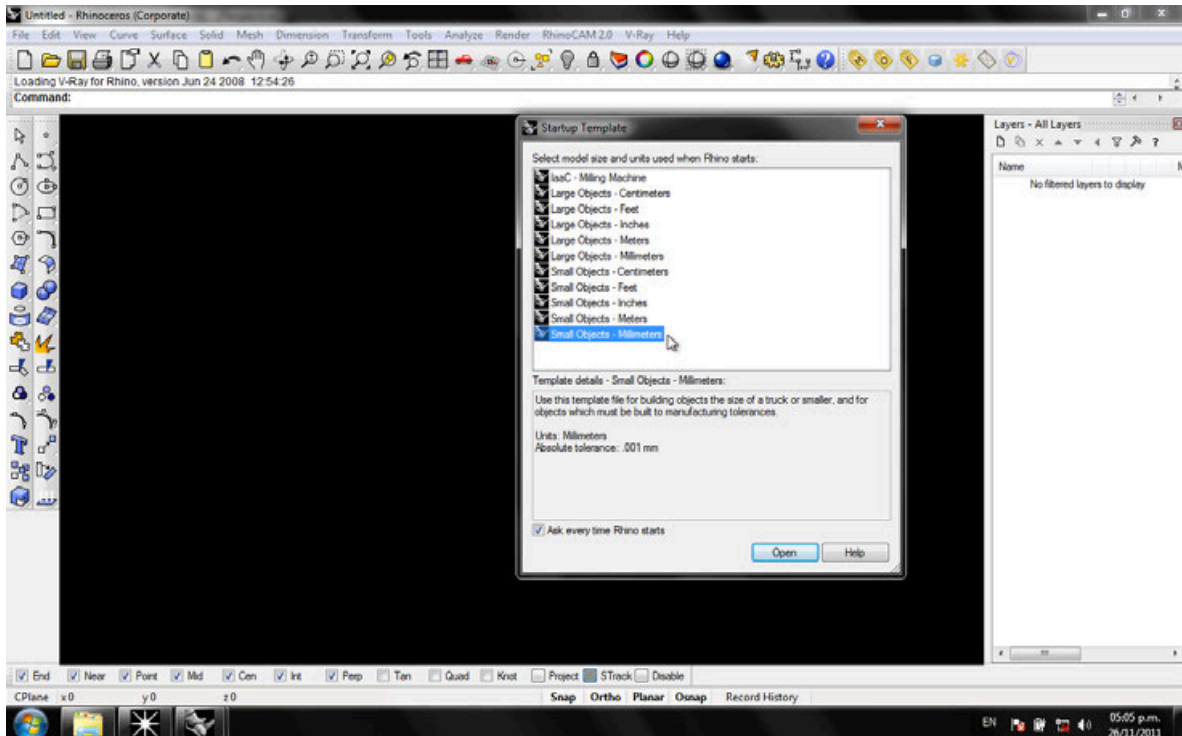 Untitled - Rhinoceros (Corporate)
File Edit View Curve Surface Solid Mesh Dimension Transform Tools Analyze Render RhinoCAM 2.0 V-Ray Help
Loading V-Ray for Rhino, version Jun 24 2008 12:54:26
Command:
Startup Template
Select model size and units used when Rhino starts:
IaaC - Milling Machine
Large Objects - Centimeters
Large Objects - Feet
Large Objects - Inches
Large Objects - Meters
Large Objects - Millimeters
Small Objects - Centimeters
Small Objects - Feet
Small Objects - Inches
Small Objects - Meters
Small Objects - Millimeters
Template details - Small Objects - Millimeters:
Use this template file for building objects the size of a truck or smaller, and for
objects which must be built to manufacturing tolerances.
Units: Millimeters
Absolute tolerance: .001 mm
Ask every time Rhino starts
Open Help
Layers - All Layers
Name
No filtered layers to display
End Near Point Mid Cen Int Perp Tan Quad Knot Project STrack Disable
CPlane x 0 y 0 z 0 Snap Ortho Planar Osnap Record History
EN 05:05 p.m.
26/11/2011